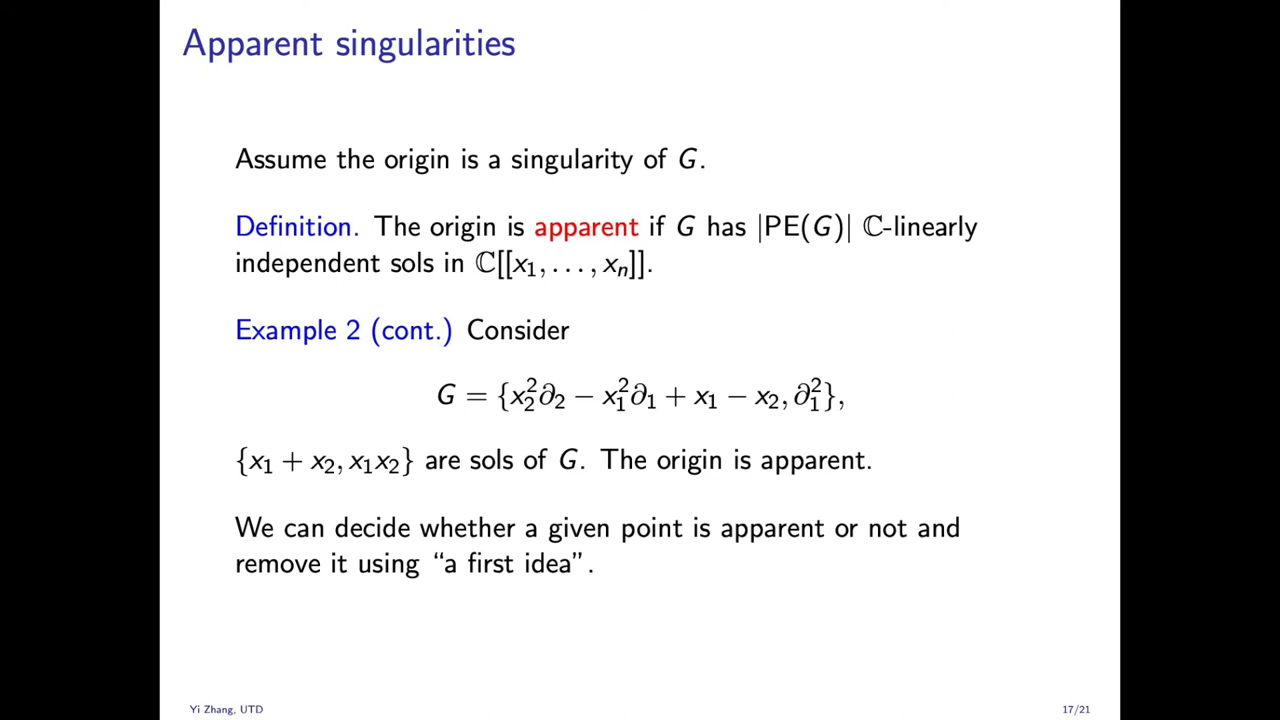 Apparent singularities
Assume the origin is a singularity of G.
Definition. The origin is apparent if G has |PE(G)| ℂ-linearly
independent sols in ℂ[[x₁, . . . , xₙ]].
Example 2 (cont.) Consider
G = {x₂²∂₂ − x₁²∂₁ + x₁ − x₂, ∂₁²},
{x₁ + x₂, x₁x₂} are sols of G. The origin is apparent.
We can decide whether a given point is apparent or not and
remove it using “a first idea”.
Yi Zhang, UTD
17/21